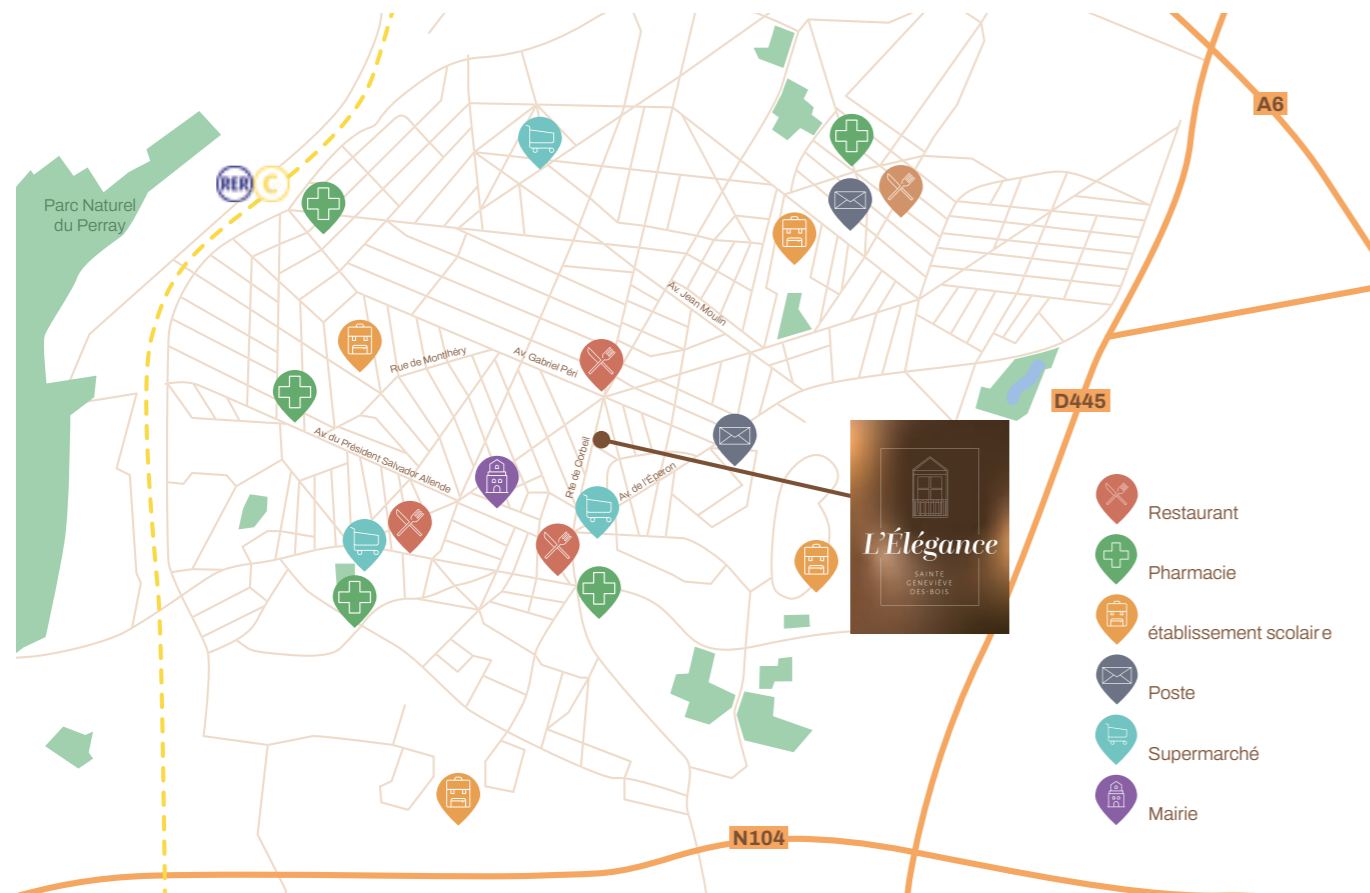 A6
RER C
Parc Naturel
du Perray
Av. Jean Moulin
Rue de Montlhéry
Av. Gabriel Péri
D445
Av. du Président Salvador Allende
Rte de Corbeil
Av. de l'Éperon
L'Élégance
SAINTE
GENEVIÈVE
DES-BOIS
Restaurant
Pharmacie
établissement scolaire
Poste
Supermarché
Mairie
N104